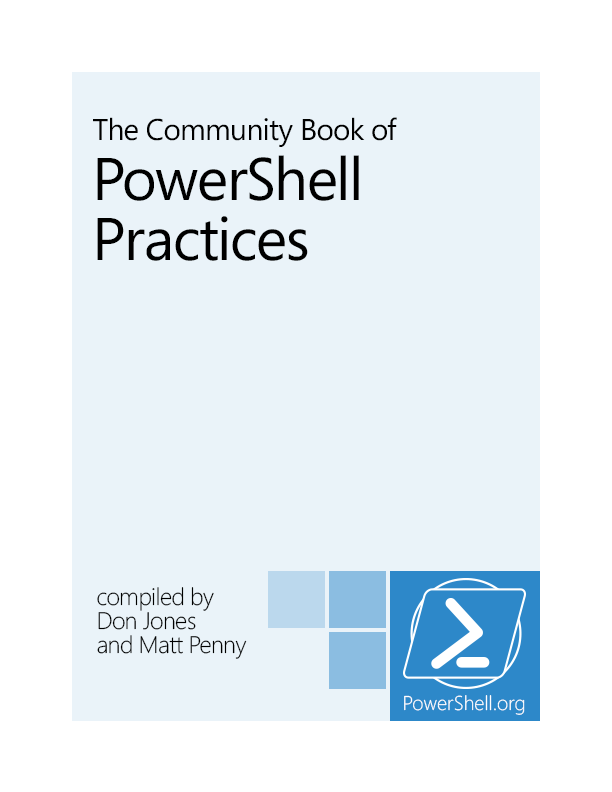 The Community Book of
PowerShell
Practices
compiled by
Don Jones
and Matt Penny
PowerShell.org